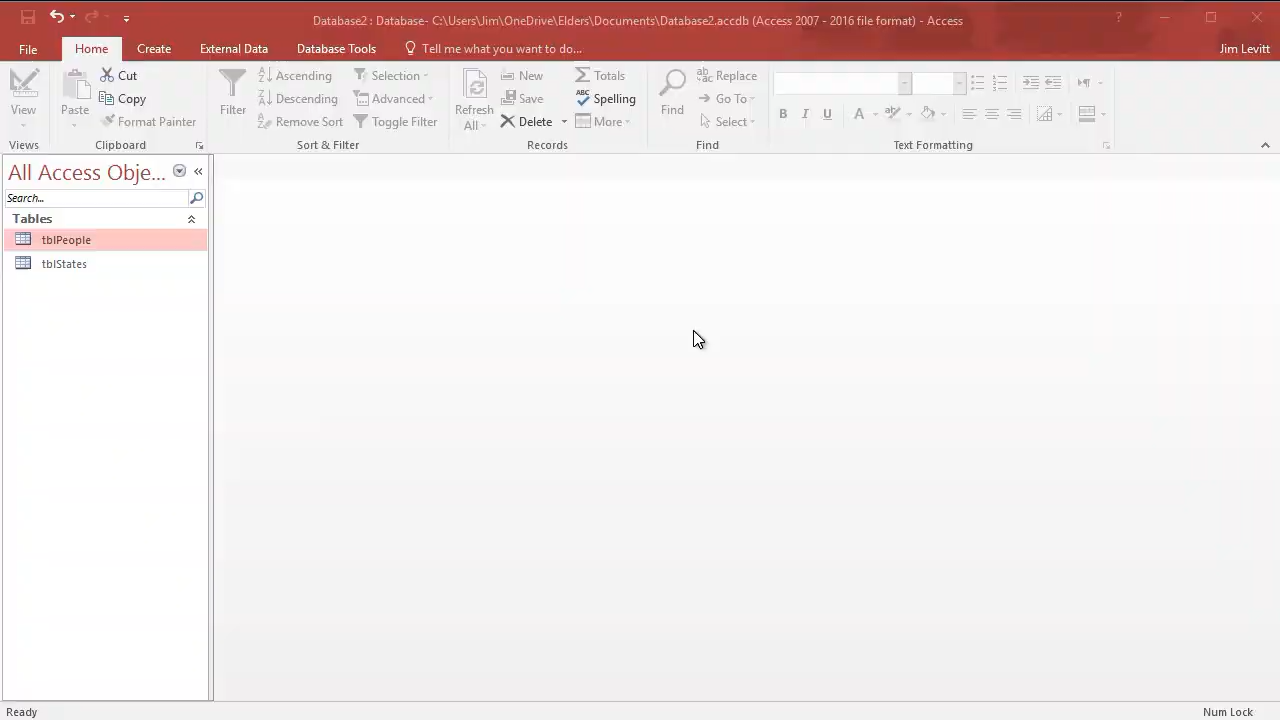 Database2 : Database- C:\Users\Jim\OneDrive\Elders\Documents\Database2.accdb (Access 2007 - 2016 file format) - Access
?
File Home Create External Data Database Tools Tell me what you want to do... Jim Levitt
View
Views
Paste
Cut
Copy
Format Painter
Clipboard
Filter
Ascending
Descending
Remove Sort
Selection
Advanced
Toggle Filter
Sort & Filter
Refresh
All
New
Save
Delete
Totals
Spelling
More
Records
Find
Replace
Go To
Select
Find
B I U A
Text Formatting
All Access Obje...
Search...
Tables
tblPeople
tblStates
Ready
Num Lock